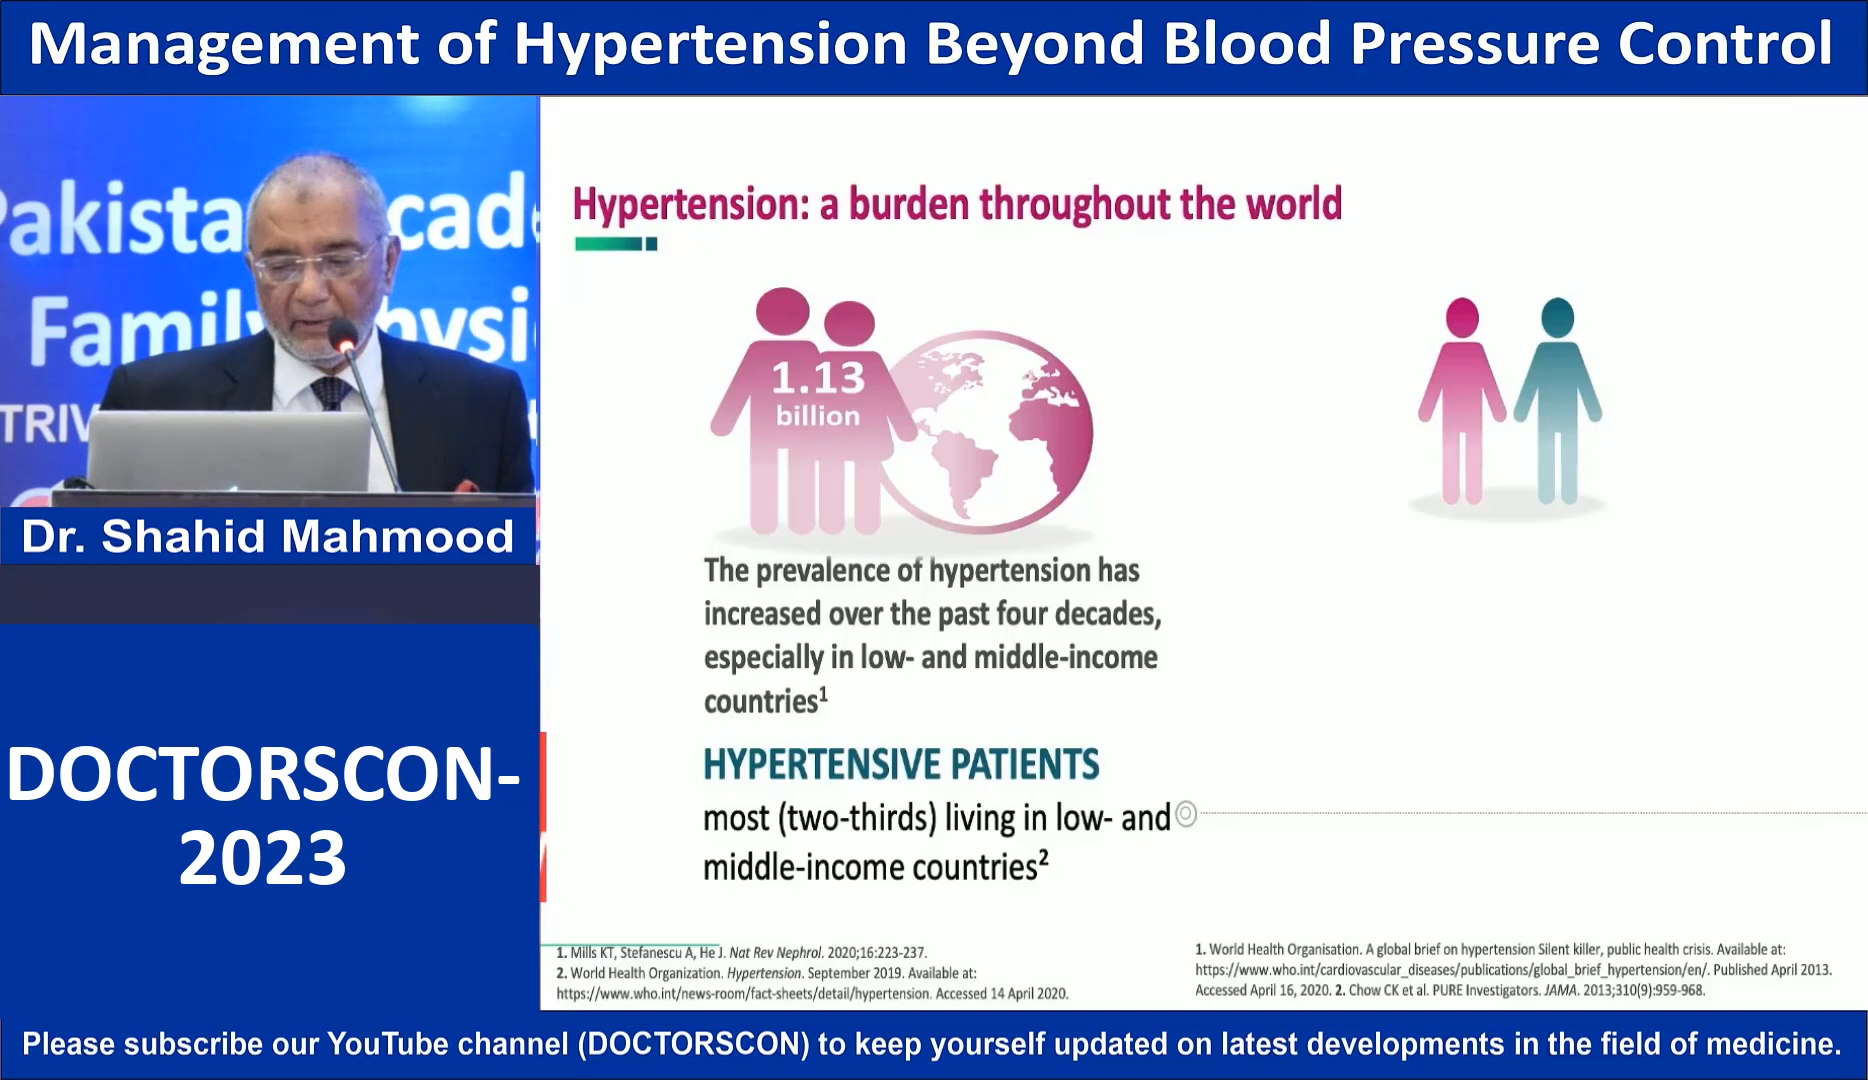 Management of Hypertension Beyond Blood Pressure Control
Pakista cad
Family hysi
TRIV
Dr. Shahid Mahmood
DOCTORSCON-
2023
Hypertension: a burden throughout the world
1.13
billion
The prevalence of hypertension has
increased over the past four decades,
especially in low- and middle-income
countries¹
HYPERTENSIVE PATIENTS
most (two-thirds) living in low- and
middle-income countries²
1. Mills KT, Stefanescu A, He J. Nat Rev Nephrol. 2020;16:223-237.
2. World Health Organization. Hypertension. September 2019. Available at:
https://www.who.int/news-room/fact-sheets/detail/hypertension. Accessed 14 April 2020.
1. World Health Organisation. A global brief on hypertension Silent killer, public health crisis. Available at:
https://www.who.int/cardiovascular_diseases/publications/global_brief_hypertension/en/. Published April 2013.
Accessed April 16, 2020. 2. Chow CK et al. PURE Investigators. JAMA. 2013;310(9):959-968.
Please subscribe our YouTube channel (DOCTORSCON) to keep yourself updated on latest developments in the field of medicine.